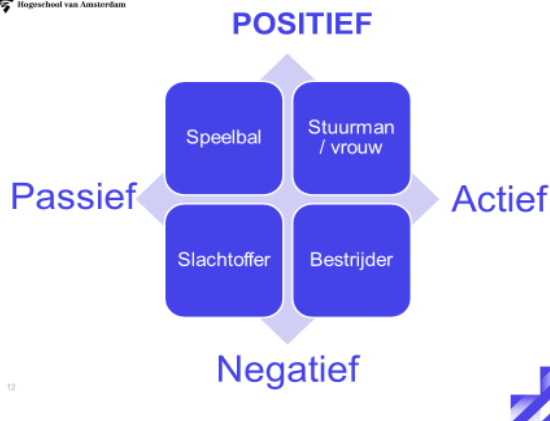 Hogeschool van Amsterdam
POSITIEF
Speelbal
Stuurman
/ vrouw
Passief
Actief
Slachtoffer
Bestrijder
Negatief
12